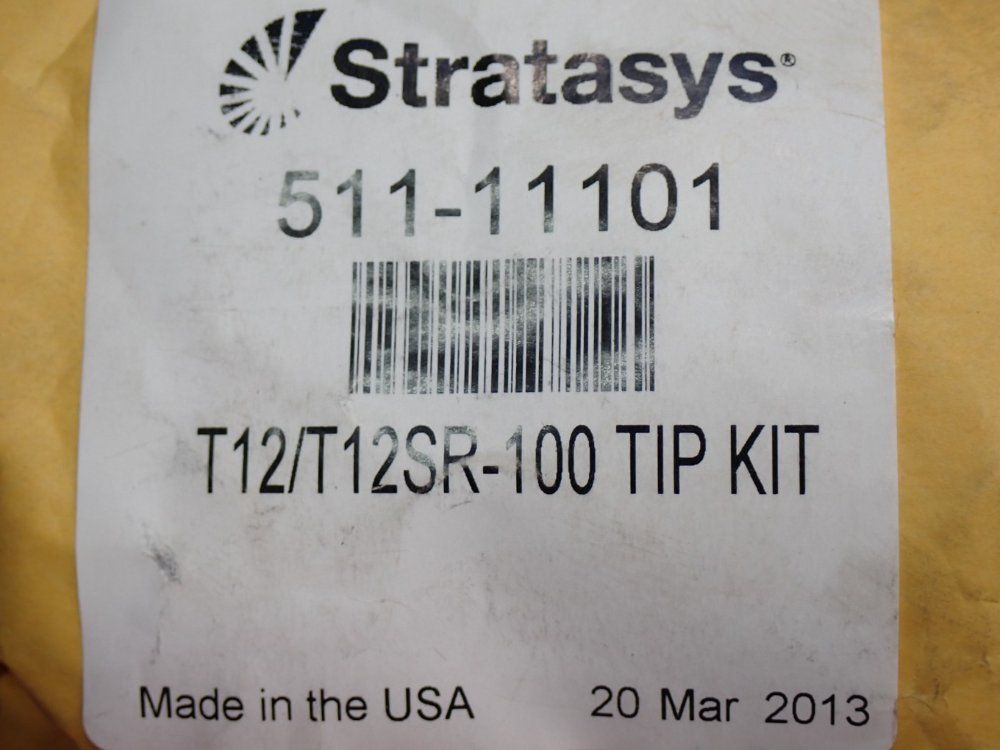 Stratasys®
511-11101
T12/T12SR-100 TIP KIT
Made in the USA 20 Mar 2013